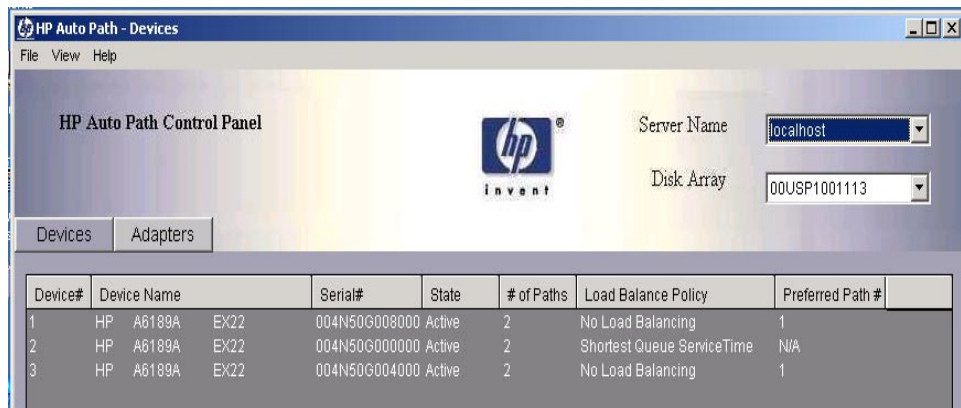 HP Auto Path - Devices
File View Help
HP Auto Path Control Panel
hp ®
invent
Server Name
localhost
Disk Array
00USP1001113
Devices Adapters
Device# Device Name Serial# State # of Paths Load Balance Policy Preferred Path #
1 HP A6189A EX22 004N50G008000 Active 2 No Load Balancing 1
2 HP A6189A EX22 004N50G000000 Active 2 Shortest Queue ServiceTime N/A
3 HP A6189A EX22 004N50G004000 Active 2 No Load Balancing 1